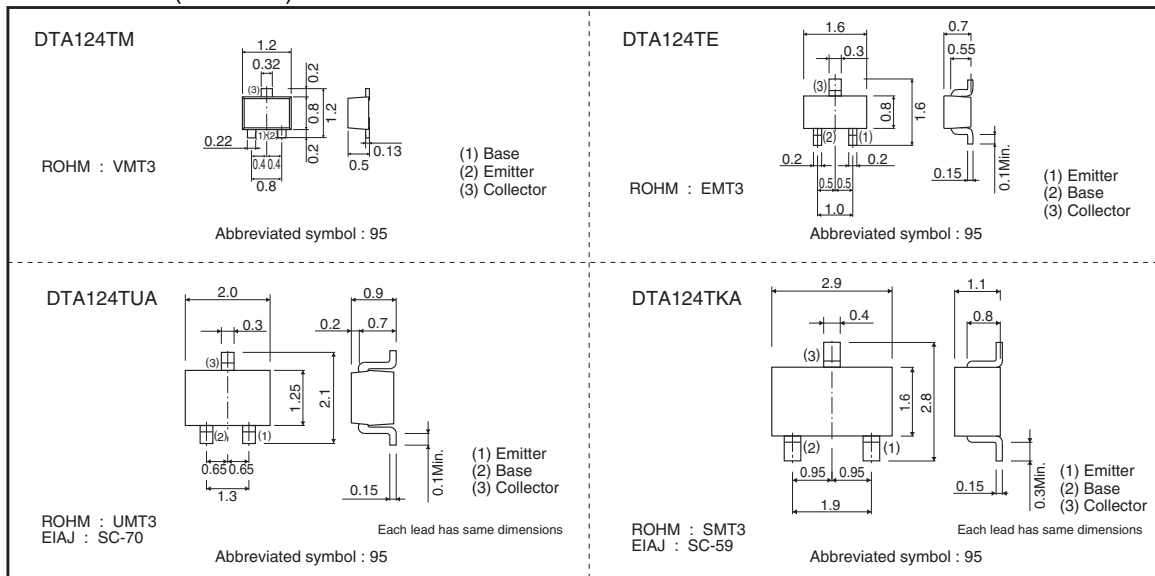 DTA124TM
1.2
0.32
0.2
(3)
0.8
1.2
(1)
(2)
0.22
0.2
0.4
0.4
0.8
0.5
0.13
ROHM : VMT3
(1) Base
(2) Emitter
(3) Collector
Abbreviated symbol : 95
DTA124TE
1.6
0.3
0.7
0.55
(3)
0.8
1.6
(2)
(1)
0.2
0.2
0.5
0.5
1.0
0.15
0.1Min.
ROHM : EMT3
(1) Emitter
(2) Base
(3) Collector
Abbreviated symbol : 95
DTA124TUA
2.0
0.3
0.9
0.2
0.7
(3)
1.25
2.1
(2)
(1)
0.65
0.65
1.3
0.15
0.1Min.
(1) Emitter
(2) Base
(3) Collector
ROHM : UMT3
EIAJ : SC-70
Each lead has same dimensions
Abbreviated symbol : 95
DTA124TKA
2.9
0.4
1.1
0.8
(3)
1.6
2.8
(2)
(1)
0.95
0.95
1.9
0.15
0.3Min.
(1) Emitter
(2) Base
(3) Collector
ROHM : SMT3
EIAJ : SC-59
Each lead has same dimensions
Abbreviated symbol : 95